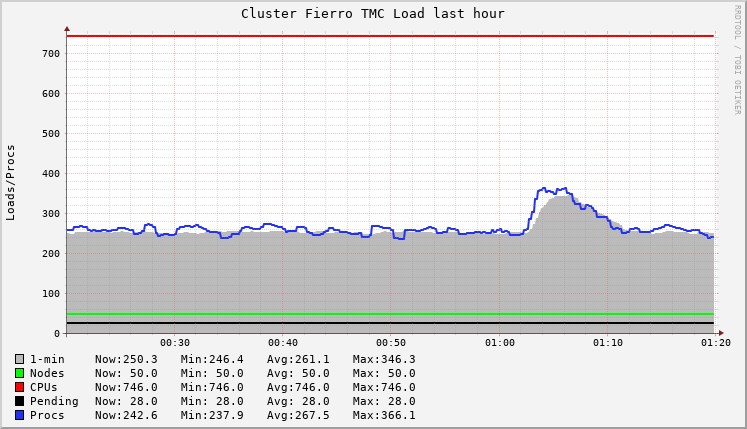 Cluster Fierro TMC Load last hour
RRDTOOL / TOBI OETIKER
Loads/Procs
700
600
500
400
300
200
100
0
00:30 00:40 00:50 01:00 01:10 01:20
1-min Now:250.3 Min:246.4 Avg:261.1 Max:346.3
Nodes Now: 50.0 Min: 50.0 Avg: 50.0 Max: 50.0
CPUs Now:746.0 Min:746.0 Avg:746.0 Max:746.0
Pending Now: 28.0 Min: 28.0 Avg: 28.0 Max: 28.0
Procs Now:242.6 Min:237.9 Avg:267.5 Max:366.1